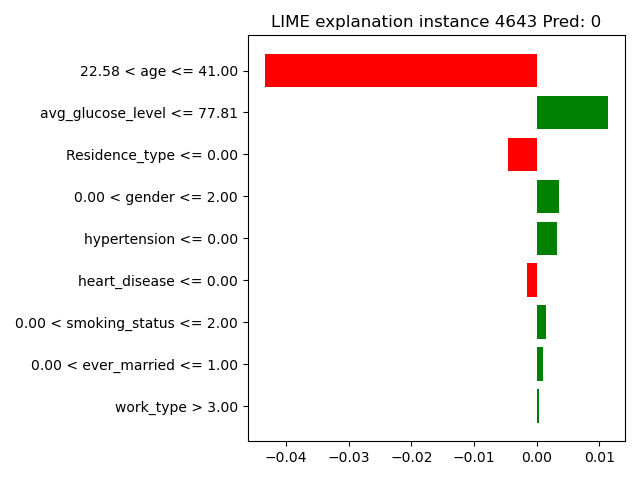 LIME explanation instance 4643 Pred: 0
22.58 < age <= 41.00
avg_glucose_level <= 77.81
Residence_type <= 0.00
0.00 < gender <= 2.00
hypertension <= 0.00
heart_disease <= 0.00
0.00 < smoking_status <= 2.00
0.00 < ever_married <= 1.00
work_type > 3.00
−0.04 −0.03 −0.02 −0.01 0.00 0.01